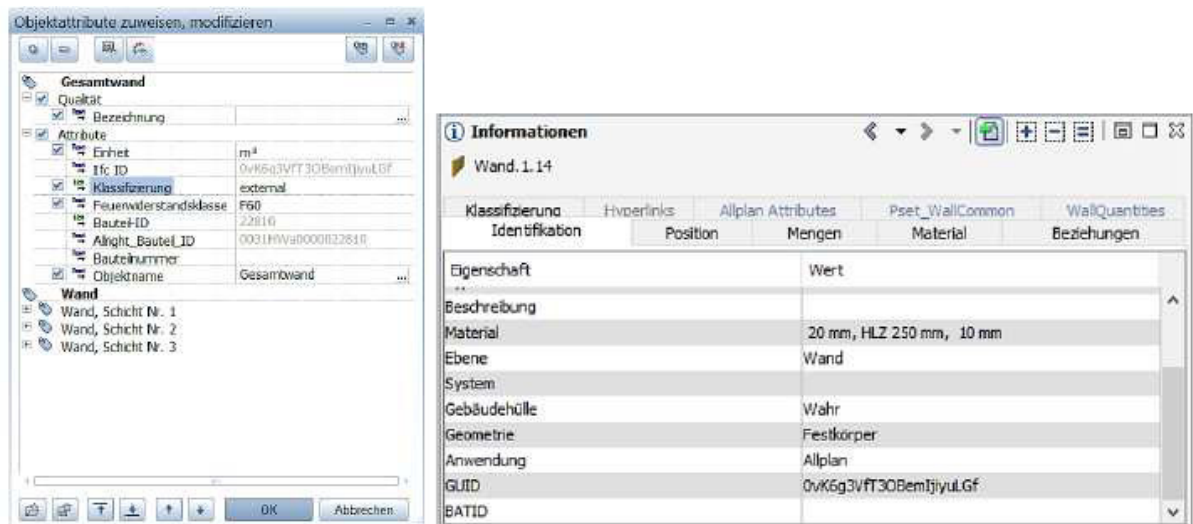 Objektattribute zuweisen, modifizieren
Gesamtwand
Qualität
Bezeichnung ...
Attribute
Einheit m³
Ifc ID 0vK6g3VfT3OBemIjiyuLGf
Klassifizierung external
Feuerwiderstandsklasse F60
Bauteil-ID 22810
Allright_Bauteil_ID
Bauteilnummer
Objektname Gesamtwand ...
Wand
Wand, Schicht Nr. 1
Wand, Schicht Nr. 2
Wand, Schicht Nr. 3
OK Abbrechen
Informationen
Wand.1.14
Klassifizierung Hyperlinks Allplan Attributes Pset_WallCommon WallQuantities
Identifikation Position Mengen Material Beziehungen
Eigenschaft Wert
Beschreibung
Material 20 mm, HLZ 250 mm, 10 mm
Ebene Wand
System
Gebäudehülle Wahr
Geometrie Festkörper
Anwendung Allplan
GUID 0vK6g3VfT3OBemIjiyuLGf
BATID